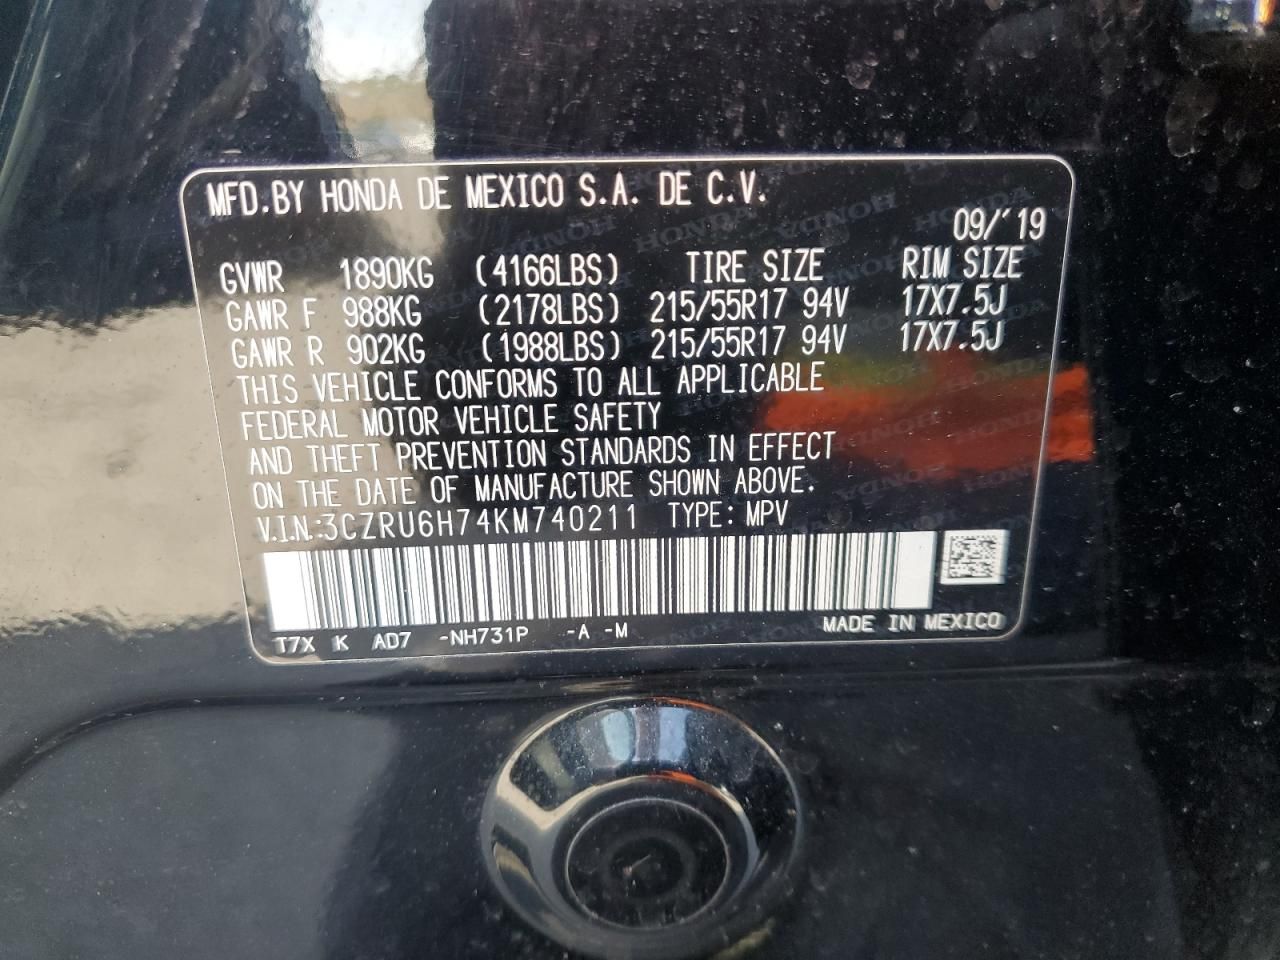 MFD.BY HONDA DE MEXICO S.A. DE C.V.
09/'19
GVWR 1890KG (4166LBS) TIRE SIZE RIM SIZE
GAWR F 988KG (2178LBS) 215/55R17 94V 17X7.5J
GAWR R 902KG (1988LBS) 215/55R17 94V 17X7.5J
THIS VEHICLE CONFORMS TO ALL APPLICABLE
FEDERAL MOTOR VEHICLE SAFETY
AND THEFT PREVENTION STANDARDS IN EFFECT
ON THE DATE OF MANUFACTURE SHOWN ABOVE.
V.I.N.:3CZRU6H74KM740211 TYPE: MPV
T7X K AD7 -NH731P -A -M MADE IN MEXICO